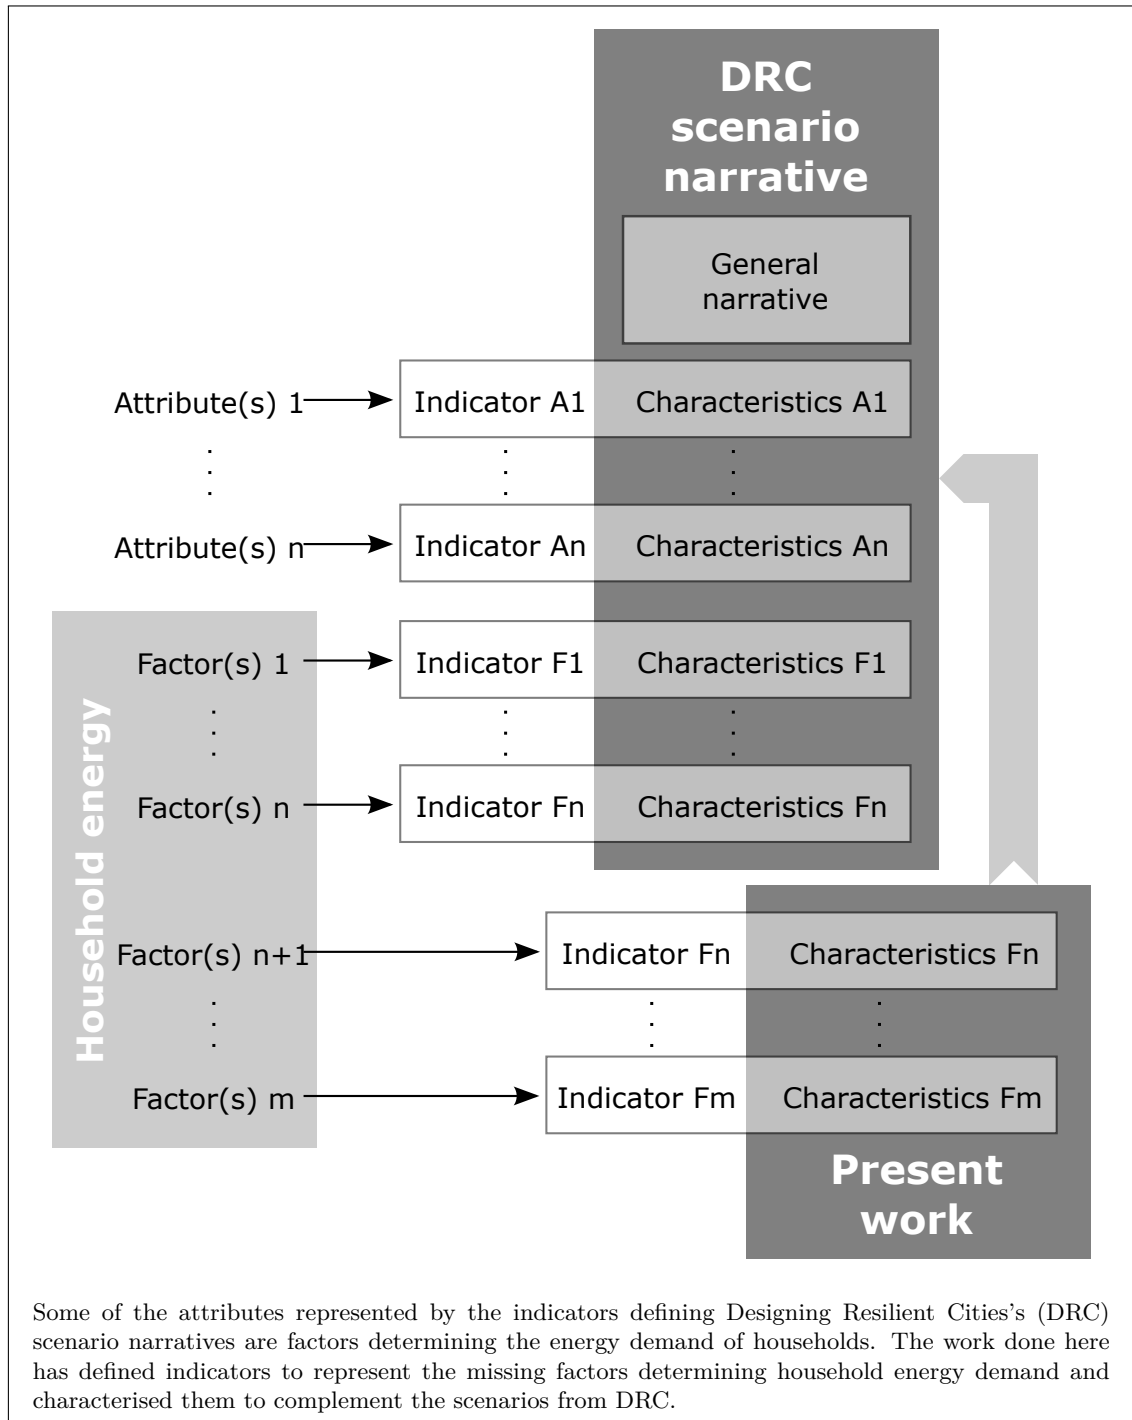 DRC
scenario
narrative
General
narrative
Attribute(s) 1 Indicator A1 Characteristics A1
Attribute(s) n Indicator An Characteristics An
Household energy
Factor(s) 1 Indicator F1 Characteristics F1
Factor(s) n Indicator Fn Characteristics Fn
Factor(s) n+1 Indicator Fn Characteristics Fn
Factor(s) m Indicator Fm Characteristics Fm
Present
work
Some of the attributes represented by the indicators defining Designing Resilient Cities's (DRC)
scenario narratives are factors determining the energy demand of households. The work done here
has defined indicators to represent the missing factors determining household energy demand and
characterised them to complement the scenarios from DRC.